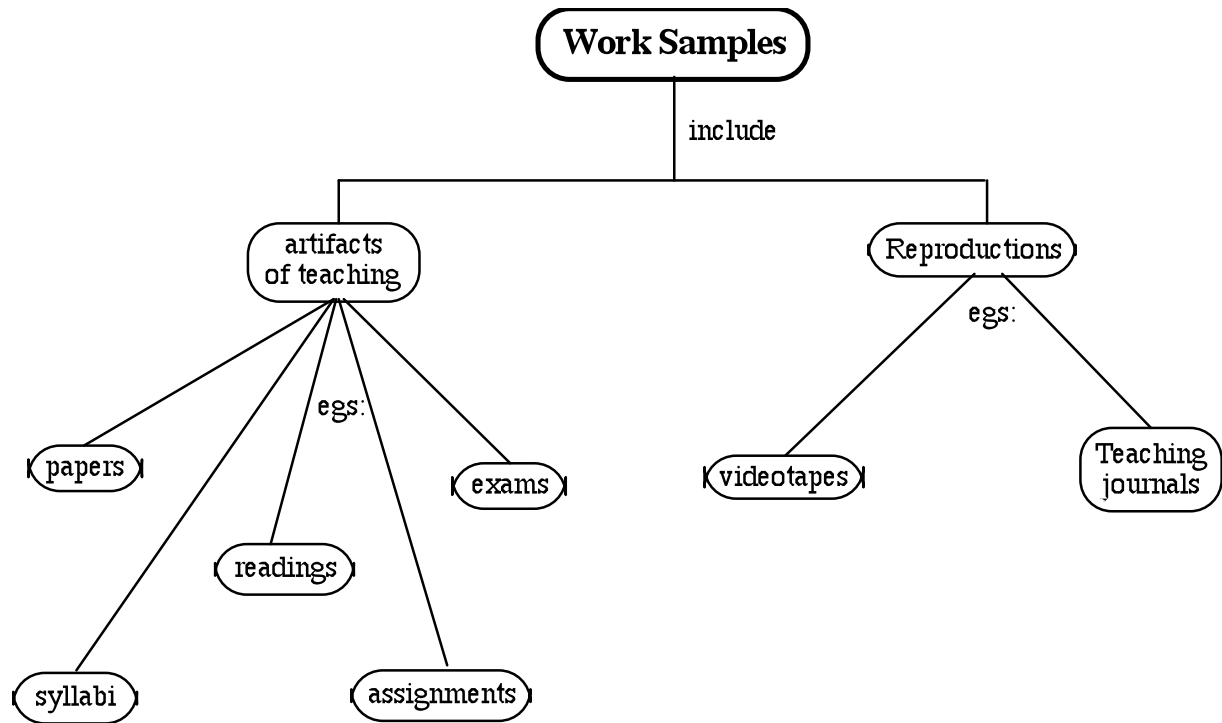 Work Samples
include
artifacts
of teaching
Reproductions
egs:
egs:
papers
exams
videotapes
Teaching
journals
readings
syllabi
assignments